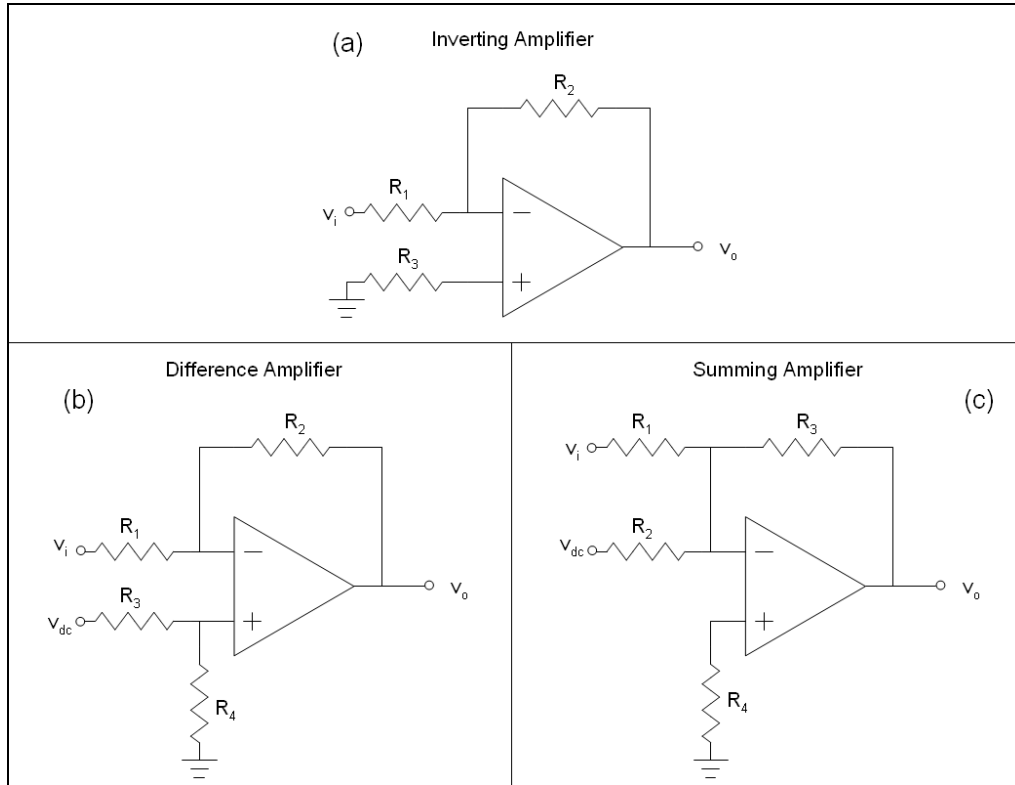 (a)
Inverting Amplifier
R2
R1
vi
−
R3
+
vo
Difference Amplifier
(b)
R2
R1
vi
−
R3
vdc
+
vo
R4
Summing Amplifier
(c)
R1
R3
vi
R2
vdc
−
vo
+
R4